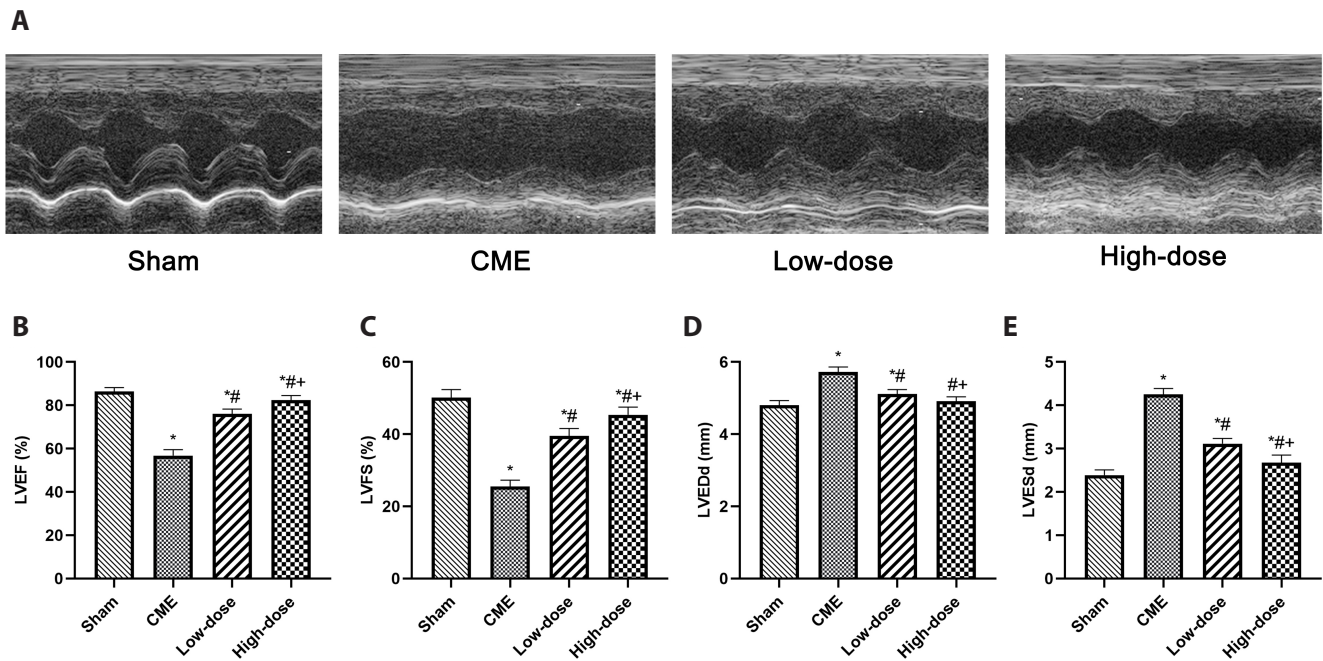 A
Sham
CME
Low-dose
High-dose
B
LVEF (%)
100
80
60
40
20
0
*
*#
*#+
Sham
CME
Low-dose
High-dose
C
LVFS (%)
60
40
20
0
*
*#
*#+
Sham
CME
Low-dose
High-dose
D
LVEDd (mm)
6
4
2
0
*
*#
#+
Sham
CME
Low-dose
High-dose
E
LVESd (mm)
5
4
3
2
1
0
*
*#
*#+
Sham
CME
Low-dose
High-dose